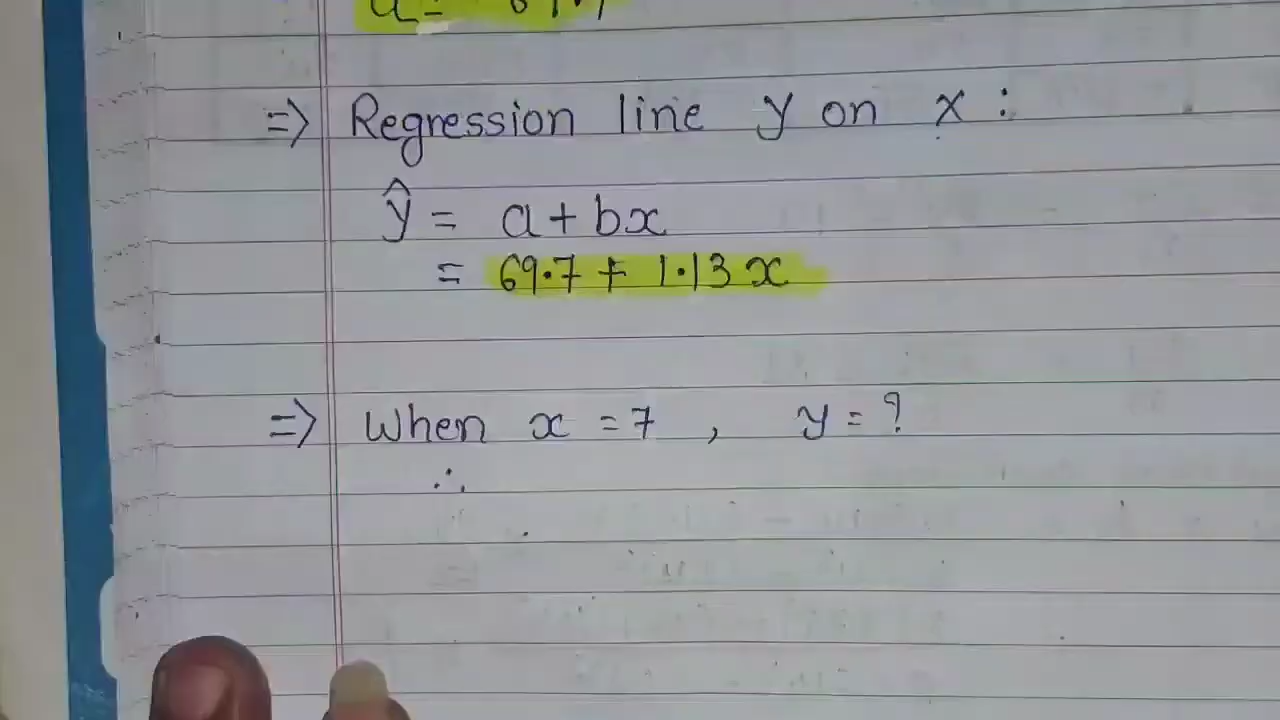 a =
=> Regression line y on x :
ŷ = a + bx
= 69.7 + 1.13 x
=> When x = 7 , y = ?
∴